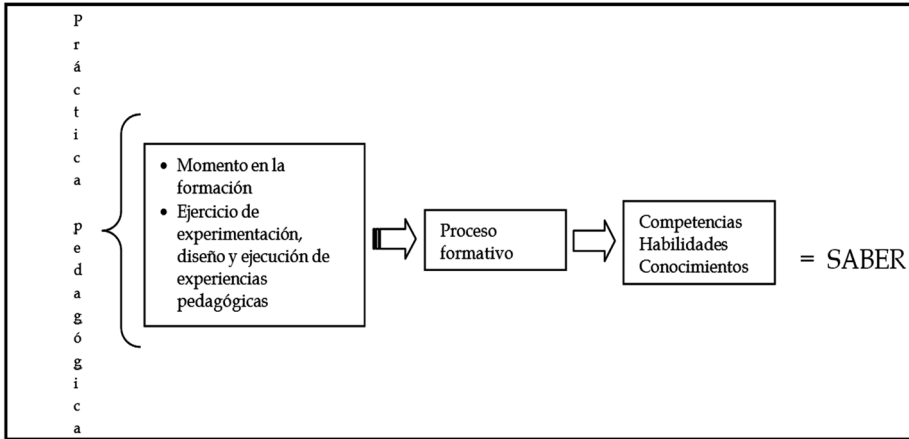 Práctica pedagógica
• Momento en la
formación
• Ejercicio de
experimentación,
diseño y ejecución de
experiencias
pedagógicas
Proceso
formativo
Competencias
Habilidades
Conocimientos
= SABER